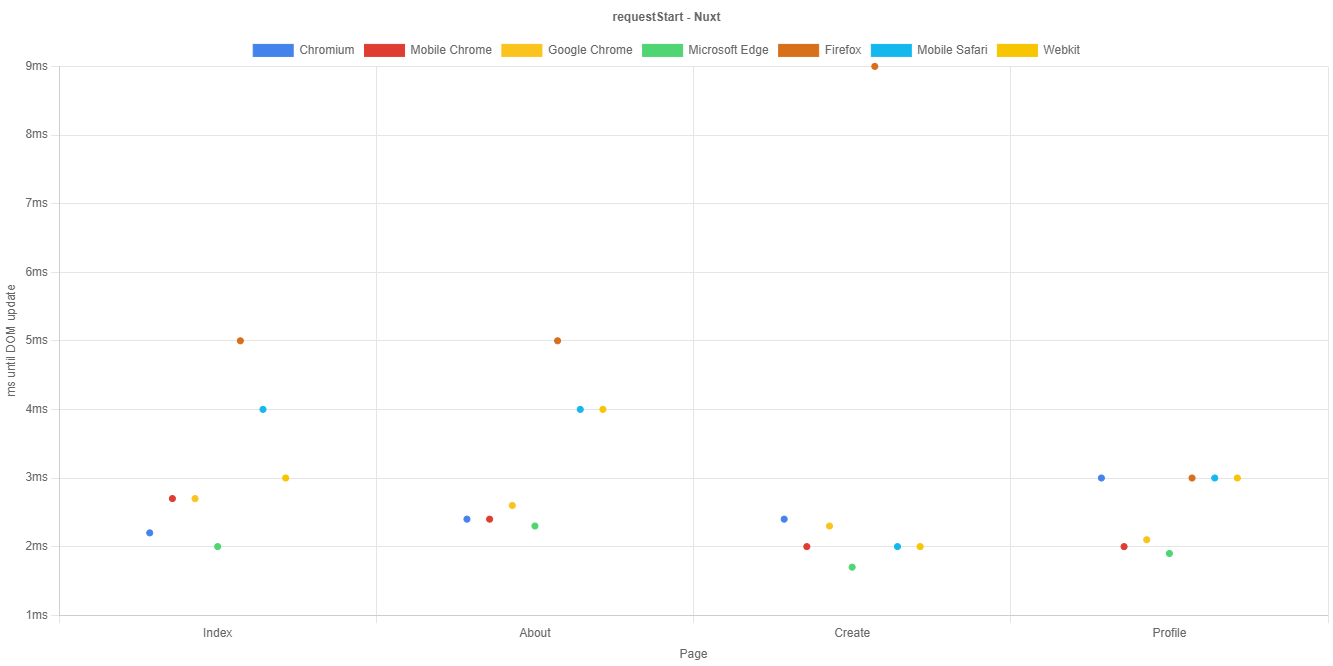 requestStart - Nuxt
Chromium Mobile Chrome Google Chrome Microsoft Edge Firefox Mobile Safari Webkit
9ms
8ms
7ms
6ms
5ms
4ms
3ms
2ms
1ms
ms until DOM update
Index About Create Profile
Page